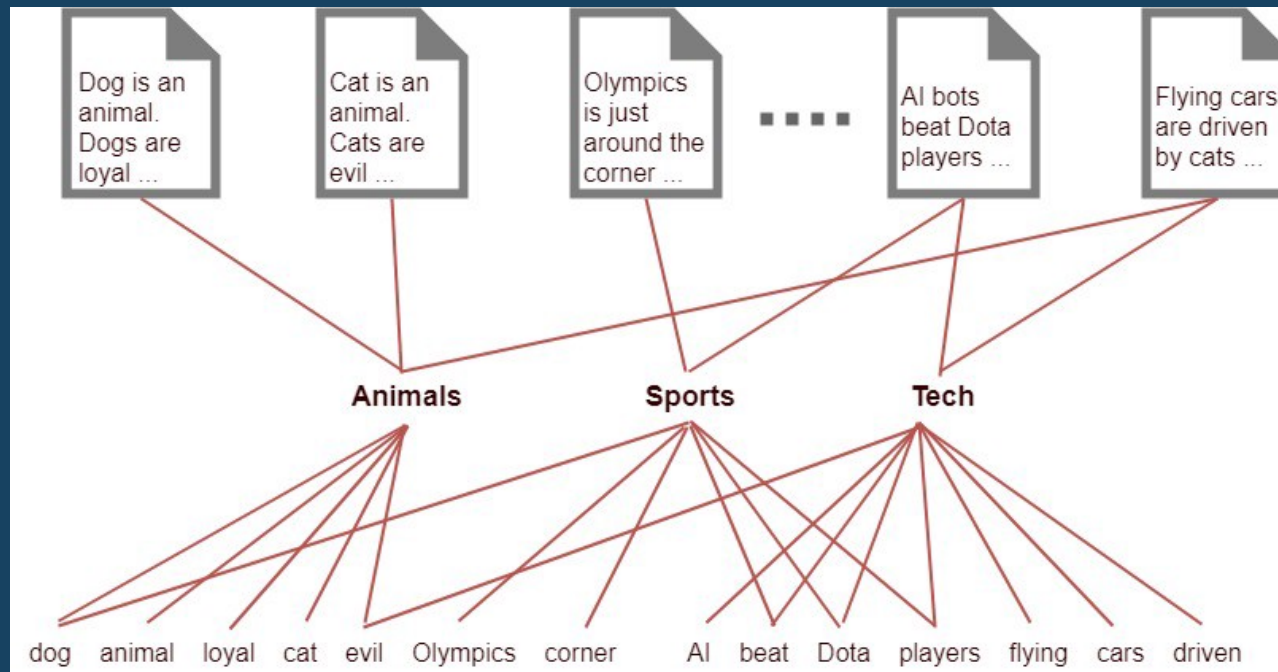 Dog is an
animal.
Dogs are
loyal ...
Cat is an
animal.
Cats are
evil ...
Olympics
is just
around the
corner ...
AI bots
beat Dota
players ...
Flying cars
are driven
by cats ...
Animals Sports Tech
dog animal loyal cat evil Olympics corner AI beat Dota players flying cars driven